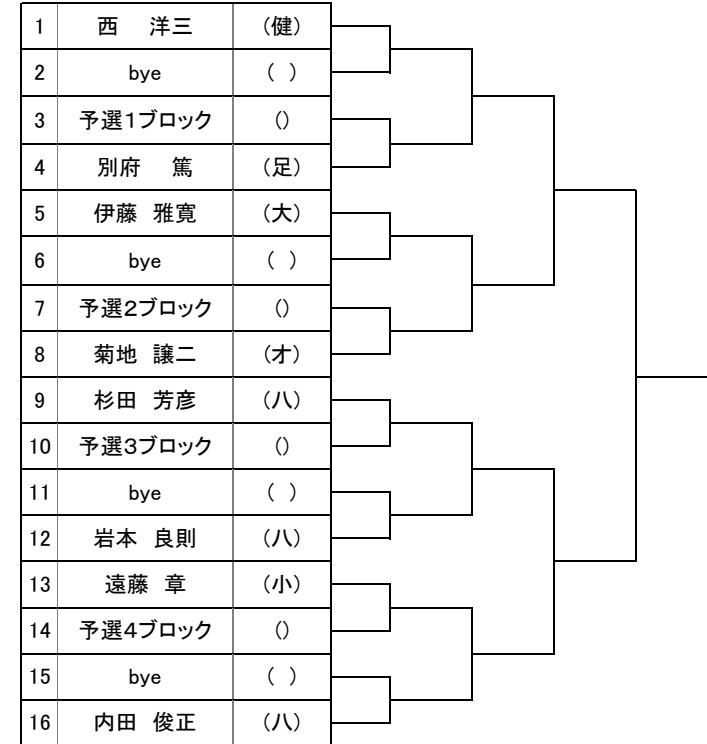 1 西 洋三 (健)
2 bye ( )
3 予選1ブロック ()
4 別府 篤 (足)
5 伊藤 雅寛 (大)
6 bye ( )
7 予選2ブロック ()
8 菊地 譲二 (才)
9 杉田 芳彦 (八)
10 予選3ブロック ()
11 bye ( )
12 岩本 良則 (八)
13 遠藤 章 (小)
14 予選4ブロック ()
15 bye ( )
16 内田 俊正 (八)